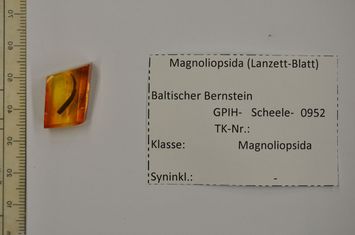 Magnoliopsida (Lanzett-Blatt)
Baltischer Bernstein
GPIH- Scheele- 0952
TK-Nr.:
Klasse: Magnoliopsida
Syninkl.: -